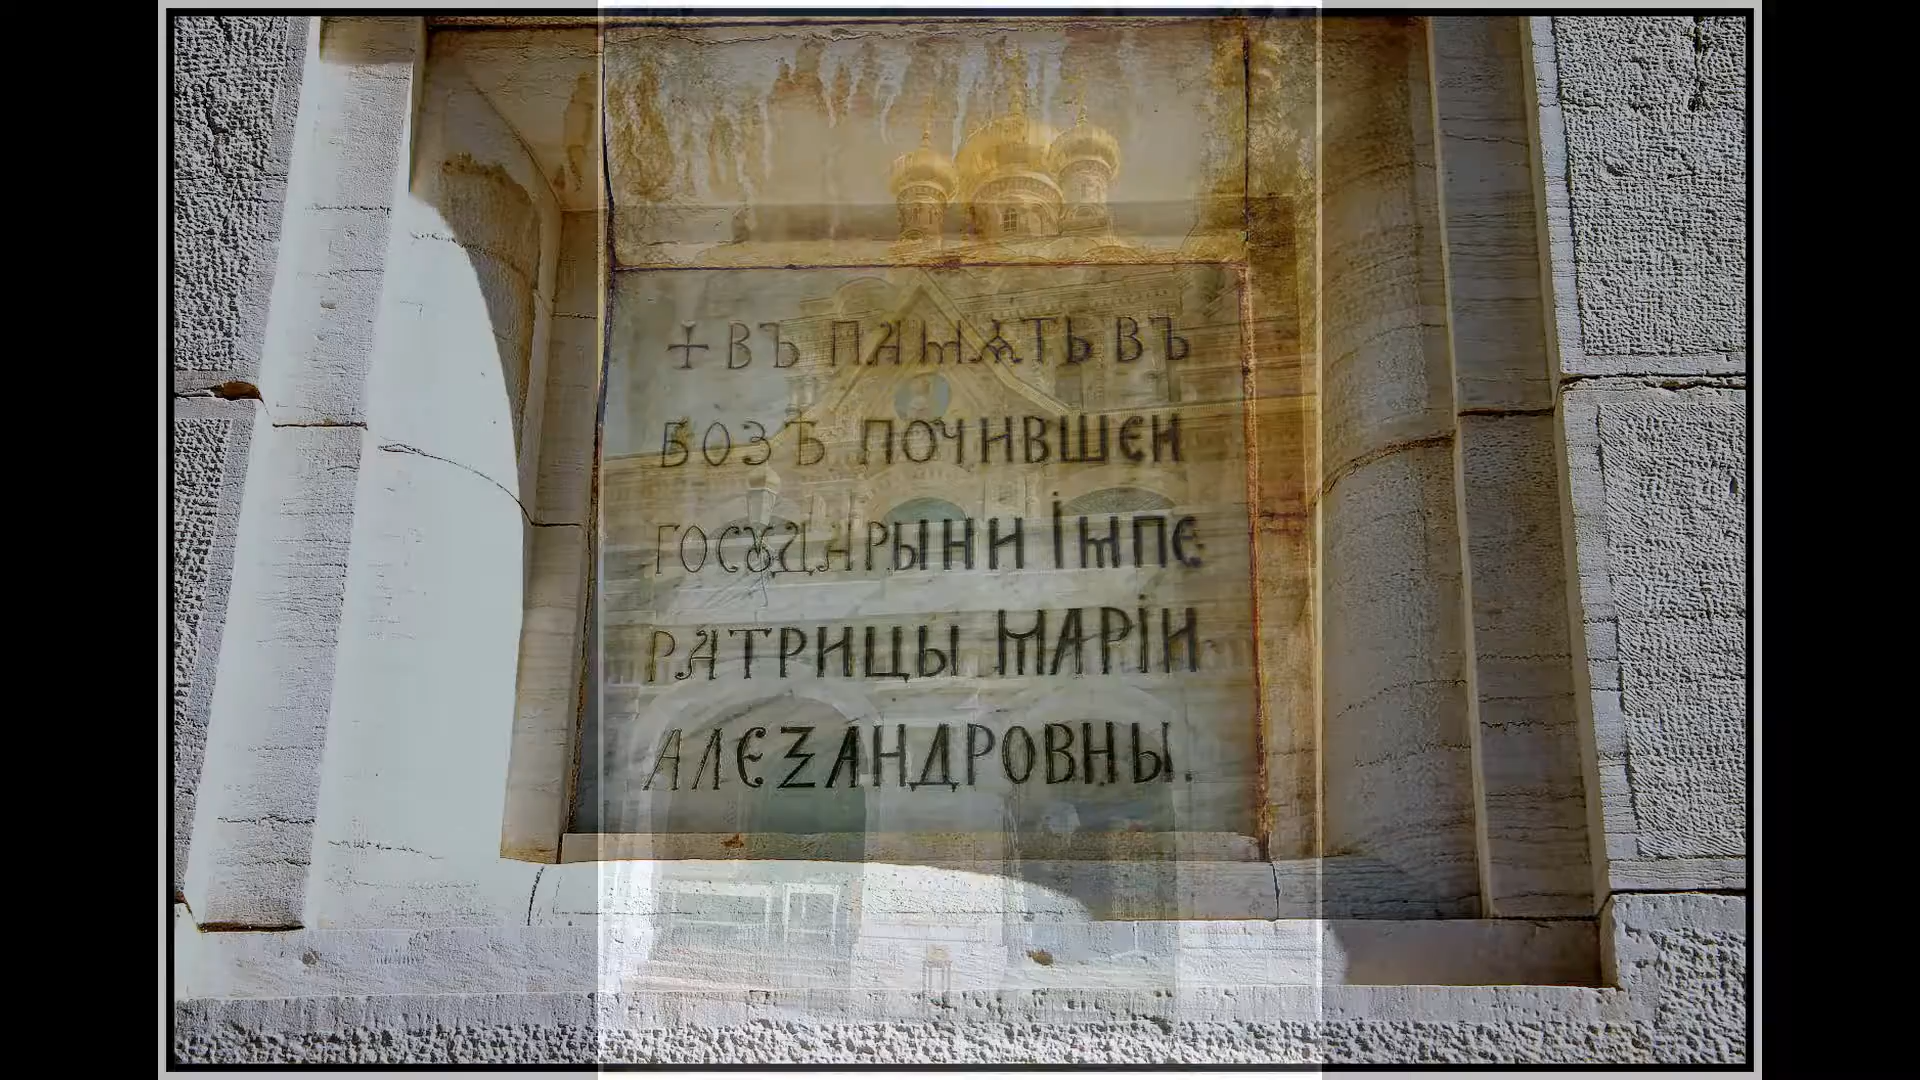 + ВЪ ПАМѦТЬ ВЪ
БОЗѢ ПОЧИВШЕИ
ГОСУДАРЫНИ ІМПЕ
РАТРИЦЫ МАРІИ
АЛЕѮАНДРОВНЫ.